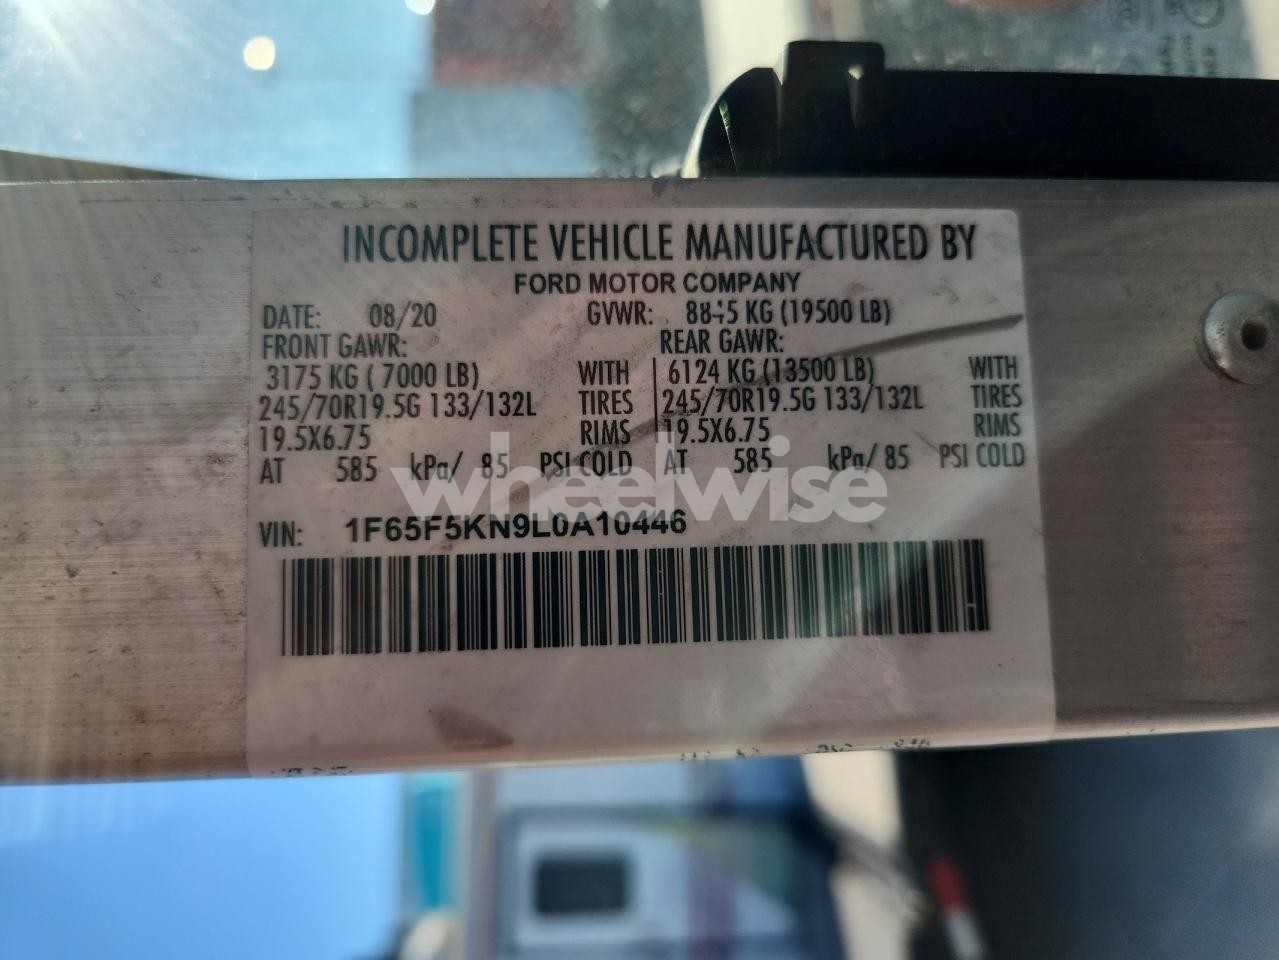 INCOMPLETE VEHICLE MANUFACTURED BY
FORD MOTOR COMPANY
DATE: 08/20 GVWR: 8845 KG (19500 LB)
FRONT GAWR: REAR GAWR:
3175 KG ( 7000 LB) WITH 6124 KG (13500 LB) WITH
245/70R19.5G 133/132L TIRES 245/70R19.5G 133/132L TIRES
19.5X6.75 RIMS 19.5X6.75 RIMS
AT 585 kPa/ 85 PSI COLD AT 585 kPa/ 85 PSI COLD
wheelwise
VIN: 1F65F5KN9L0A10446